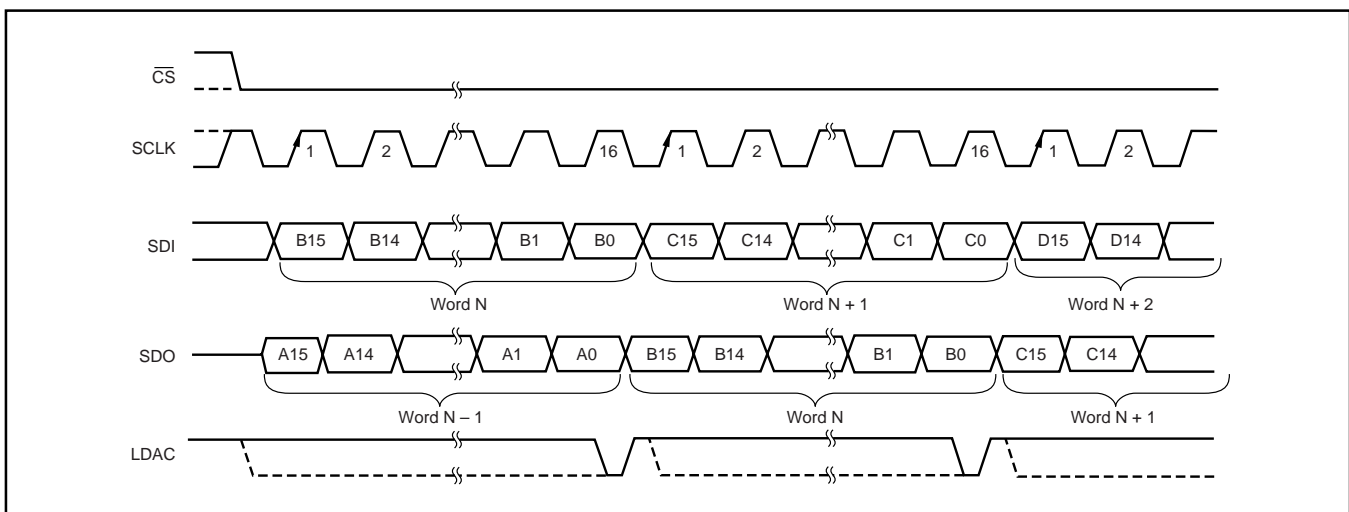 CS
SCLK 1 2 16 1 2 16 1 2
SDI B15 B14 B1 B0 C15 C14 C1 C0 D15 D14
Word N Word N + 1 Word N + 2
SDO A15 A14 A1 A0 B15 B14 B1 B0 C15 C14
Word N – 1 Word N Word N + 1
LDAC